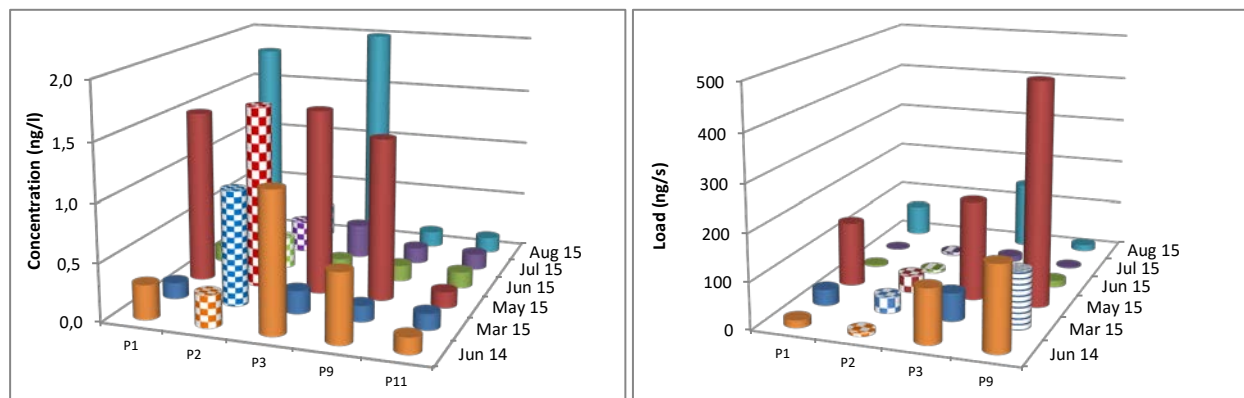 Concentration (ng/l)
2,0
1,5
1,0
0,5
0,0
P1
P2
P3
P9
P11
Jun 14
Mar 15
May 15
Jun 15
Jul 15
Aug 15
Load (ng/s)
500
400
300
200
100
0
P1
P2
P3
P9
Jun 14
Mar 15
May 15
Jun 15
Jul 15
Aug 15